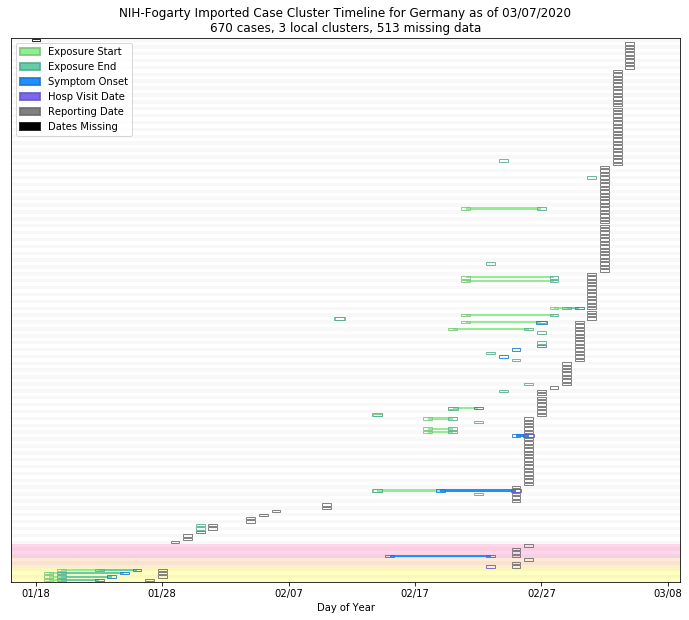 NIH-Fogarty Imported Case Cluster Timeline for Germany as of 03/07/2020
670 cases, 3 local clusters, 513 missing data
Exposure Start
Exposure End
Symptom Onset
Hosp Visit Date
Reporting Date
Dates Missing
01/18
01/28
02/07
02/17
02/27
03/08
Day of Year